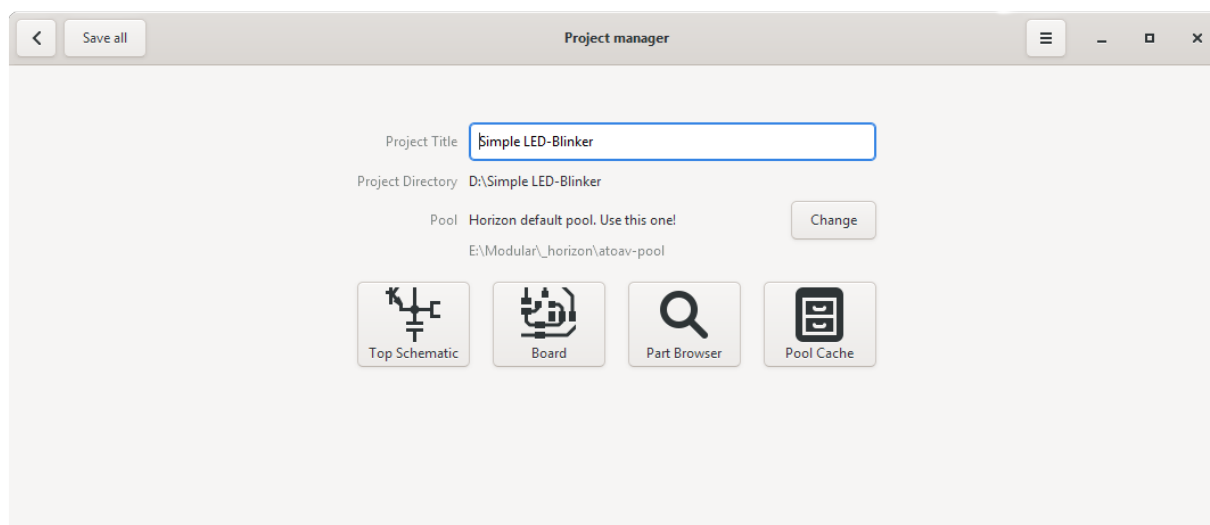 Save all
Project manager
Project Title Simple LED-Blinker
Project Directory D:\Simple LED-Blinker
Pool Horizon default pool. Use this one! Change
E:\Modular\_horizon\atoav-pool
Top Schematic Board Part Browser Pool Cache